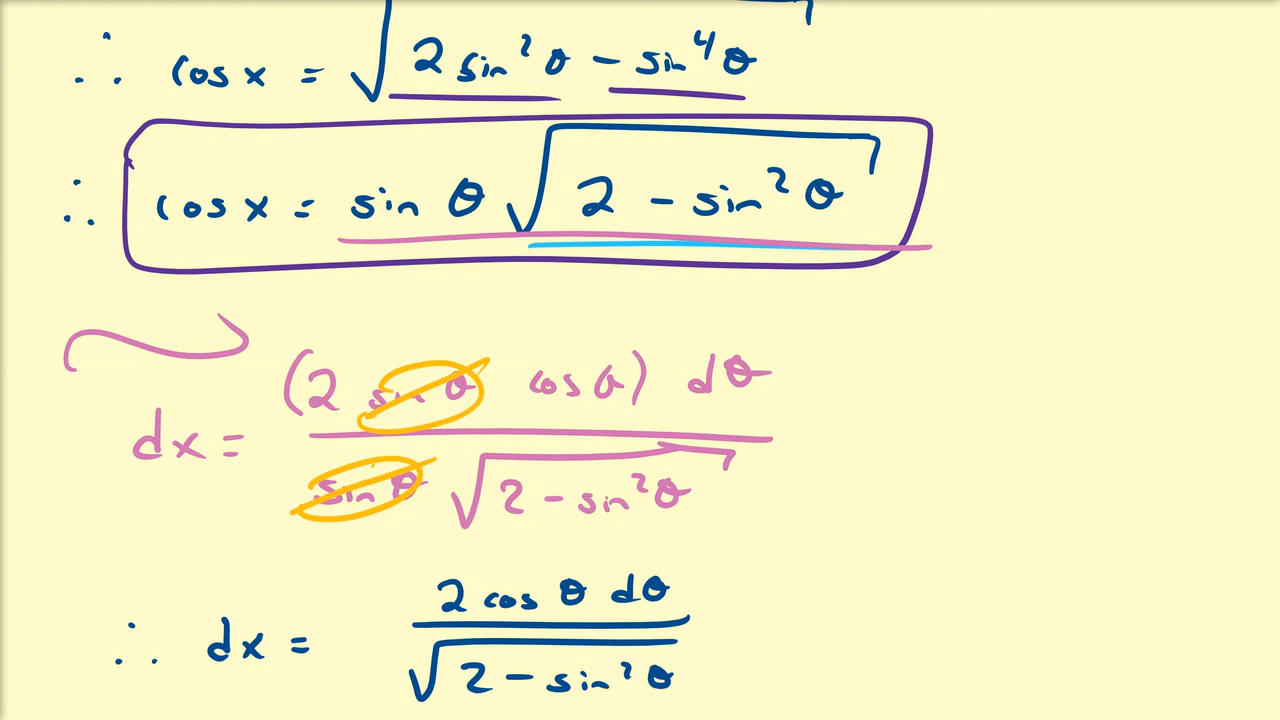 ∴ cos x = √(2 sin²θ − sin⁴θ)
∴ cos x = sin θ √(2 − sin²θ)
dx = (2 sin θ cos θ) dθ / (sin θ √(2 − sin²θ))
∴ dx = 2 cos θ dθ / √(2 − sin²θ)